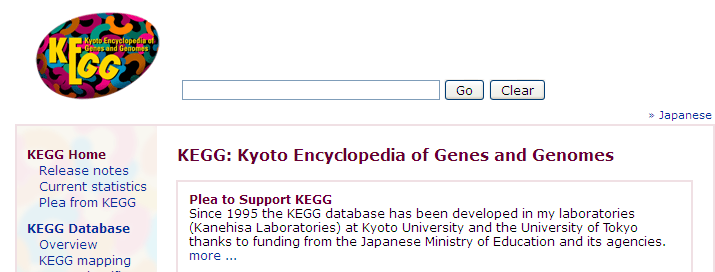 Kyoto Encyclopedia of
Genes and Genomes
KEGG
Go Clear
» Japanese
KEGG Home
Release notes
Current statistics
Plea from KEGG
KEGG Database
Overview
KEGG mapping
KEGG: Kyoto Encyclopedia of Genes and Genomes
Plea to Support KEGG
Since 1995 the KEGG database has been developed in my laboratories
(Kanehisa Laboratories) at Kyoto University and the University of Tokyo
thanks to funding from the Japanese Ministry of Education and its agencies.
more ...